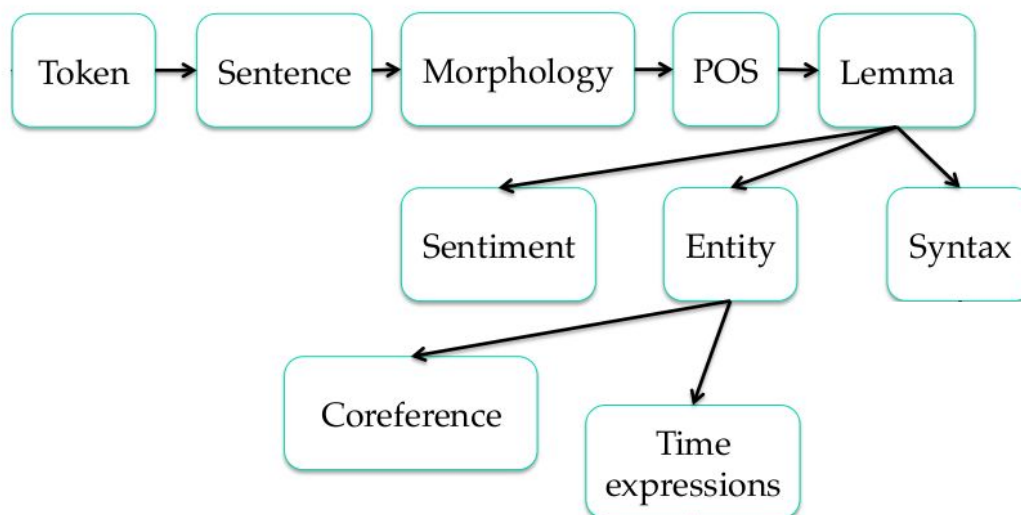 Token
Sentence
Morphology
POS
Lemma
Sentiment
Entity
Syntax
Coreference
Time
expressions